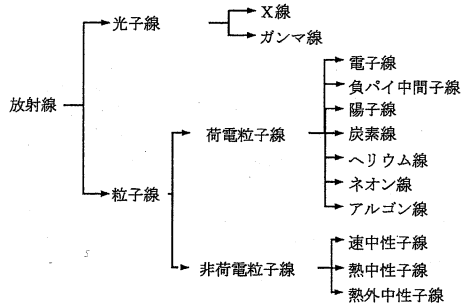 放射線
光子線
X線
ガンマ線
粒子線
荷電粒子線
電子線
負パイ中間子線
陽子線
炭素線
ヘリウム線
ネオン線
アルゴン線
非荷電粒子線
速中性子線
熱中性子線
熱外中性子線